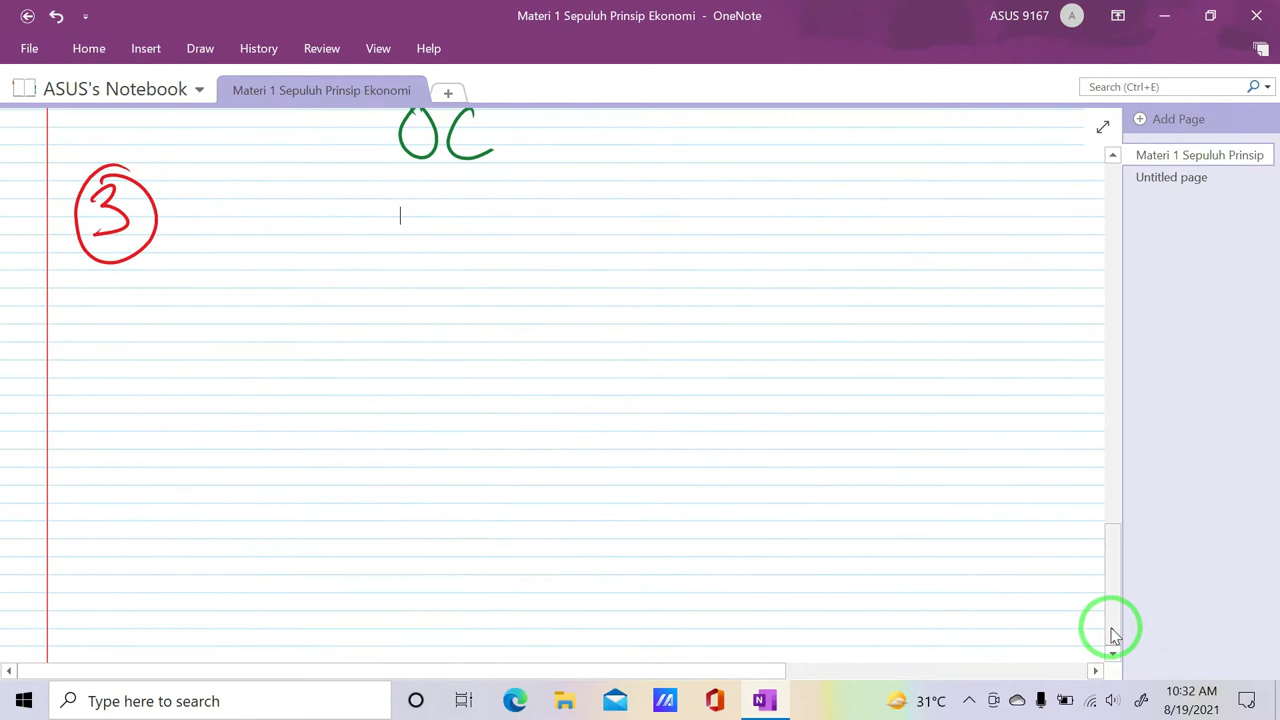 Materi 1 Sepuluh Prinsip Ekonomi - OneNote
ASUS 9167
A
File Home Insert Draw History Review View Help
ASUS's Notebook
Materi 1 Sepuluh Prinsip Ekonomi
Search (Ctrl+E)
Add Page
Materi 1 Sepuluh Prinsip
Untitled page
OC
3
Type here to search
31°C
10:32 AM
8/19/2021